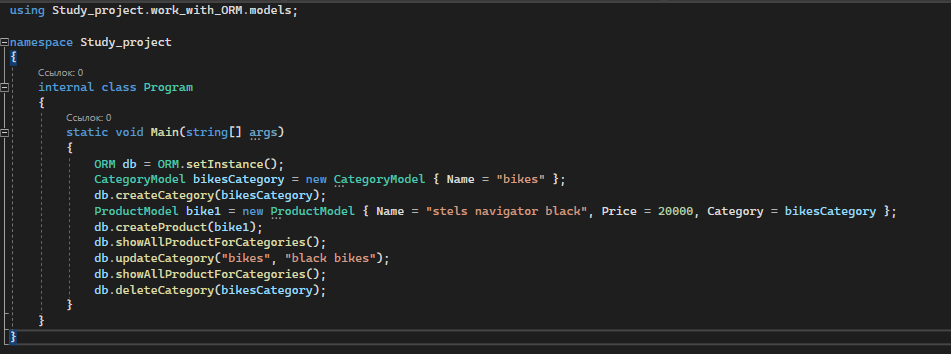 using Study_project.work_with_ORM.models;
namespace Study_project
{
Ссылок: 0
internal class Program
{
Ссылок: 0
static void Main(string[] args)
{
ORM db = ORM.setInstance();
CategoryModel bikesCategory = new CategoryModel { Name = "bikes" };
db.createCategory(bikesCategory);
ProductModel bike1 = new ProductModel { Name = "stels navigator black", Price = 20000, Category = bikesCategory };
db.createProduct(bike1);
db.showAllProductForCategories();
db.updateCategory("bikes", "black bikes");
db.showAllProductForCategories();
db.deleteCategory(bikesCategory);
}
}
}